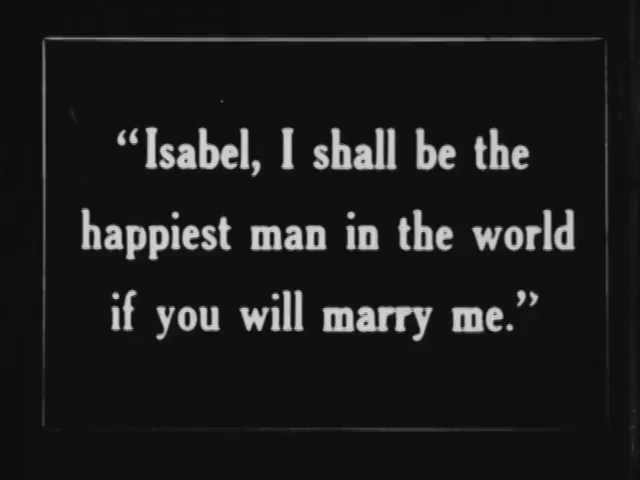 “Isabel, I shall be the
happiest man in the world
if you will marry me.”